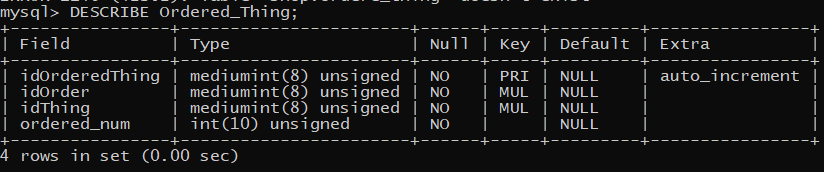 mysql> DESCRIBE Ordered_Thing;
+----------------+-----------------------+------+-----+---------+----------------+
| Field          | Type                  | Null | Key | Default | Extra          |
+----------------+-----------------------+------+-----+---------+----------------+
| idOrderedThing | mediumint(8) unsigned | NO   | PRI | NULL    | auto_increment |
| idOrder        | mediumint(8) unsigned | NO   | MUL | NULL    |                |
| idThing        | mediumint(8) unsigned | NO   | MUL | NULL    |                |
| ordered_num    | int(10) unsigned      | NO   |     | NULL    |                |
+----------------+-----------------------+------+-----+---------+----------------+
4 rows in set (0.00 sec)